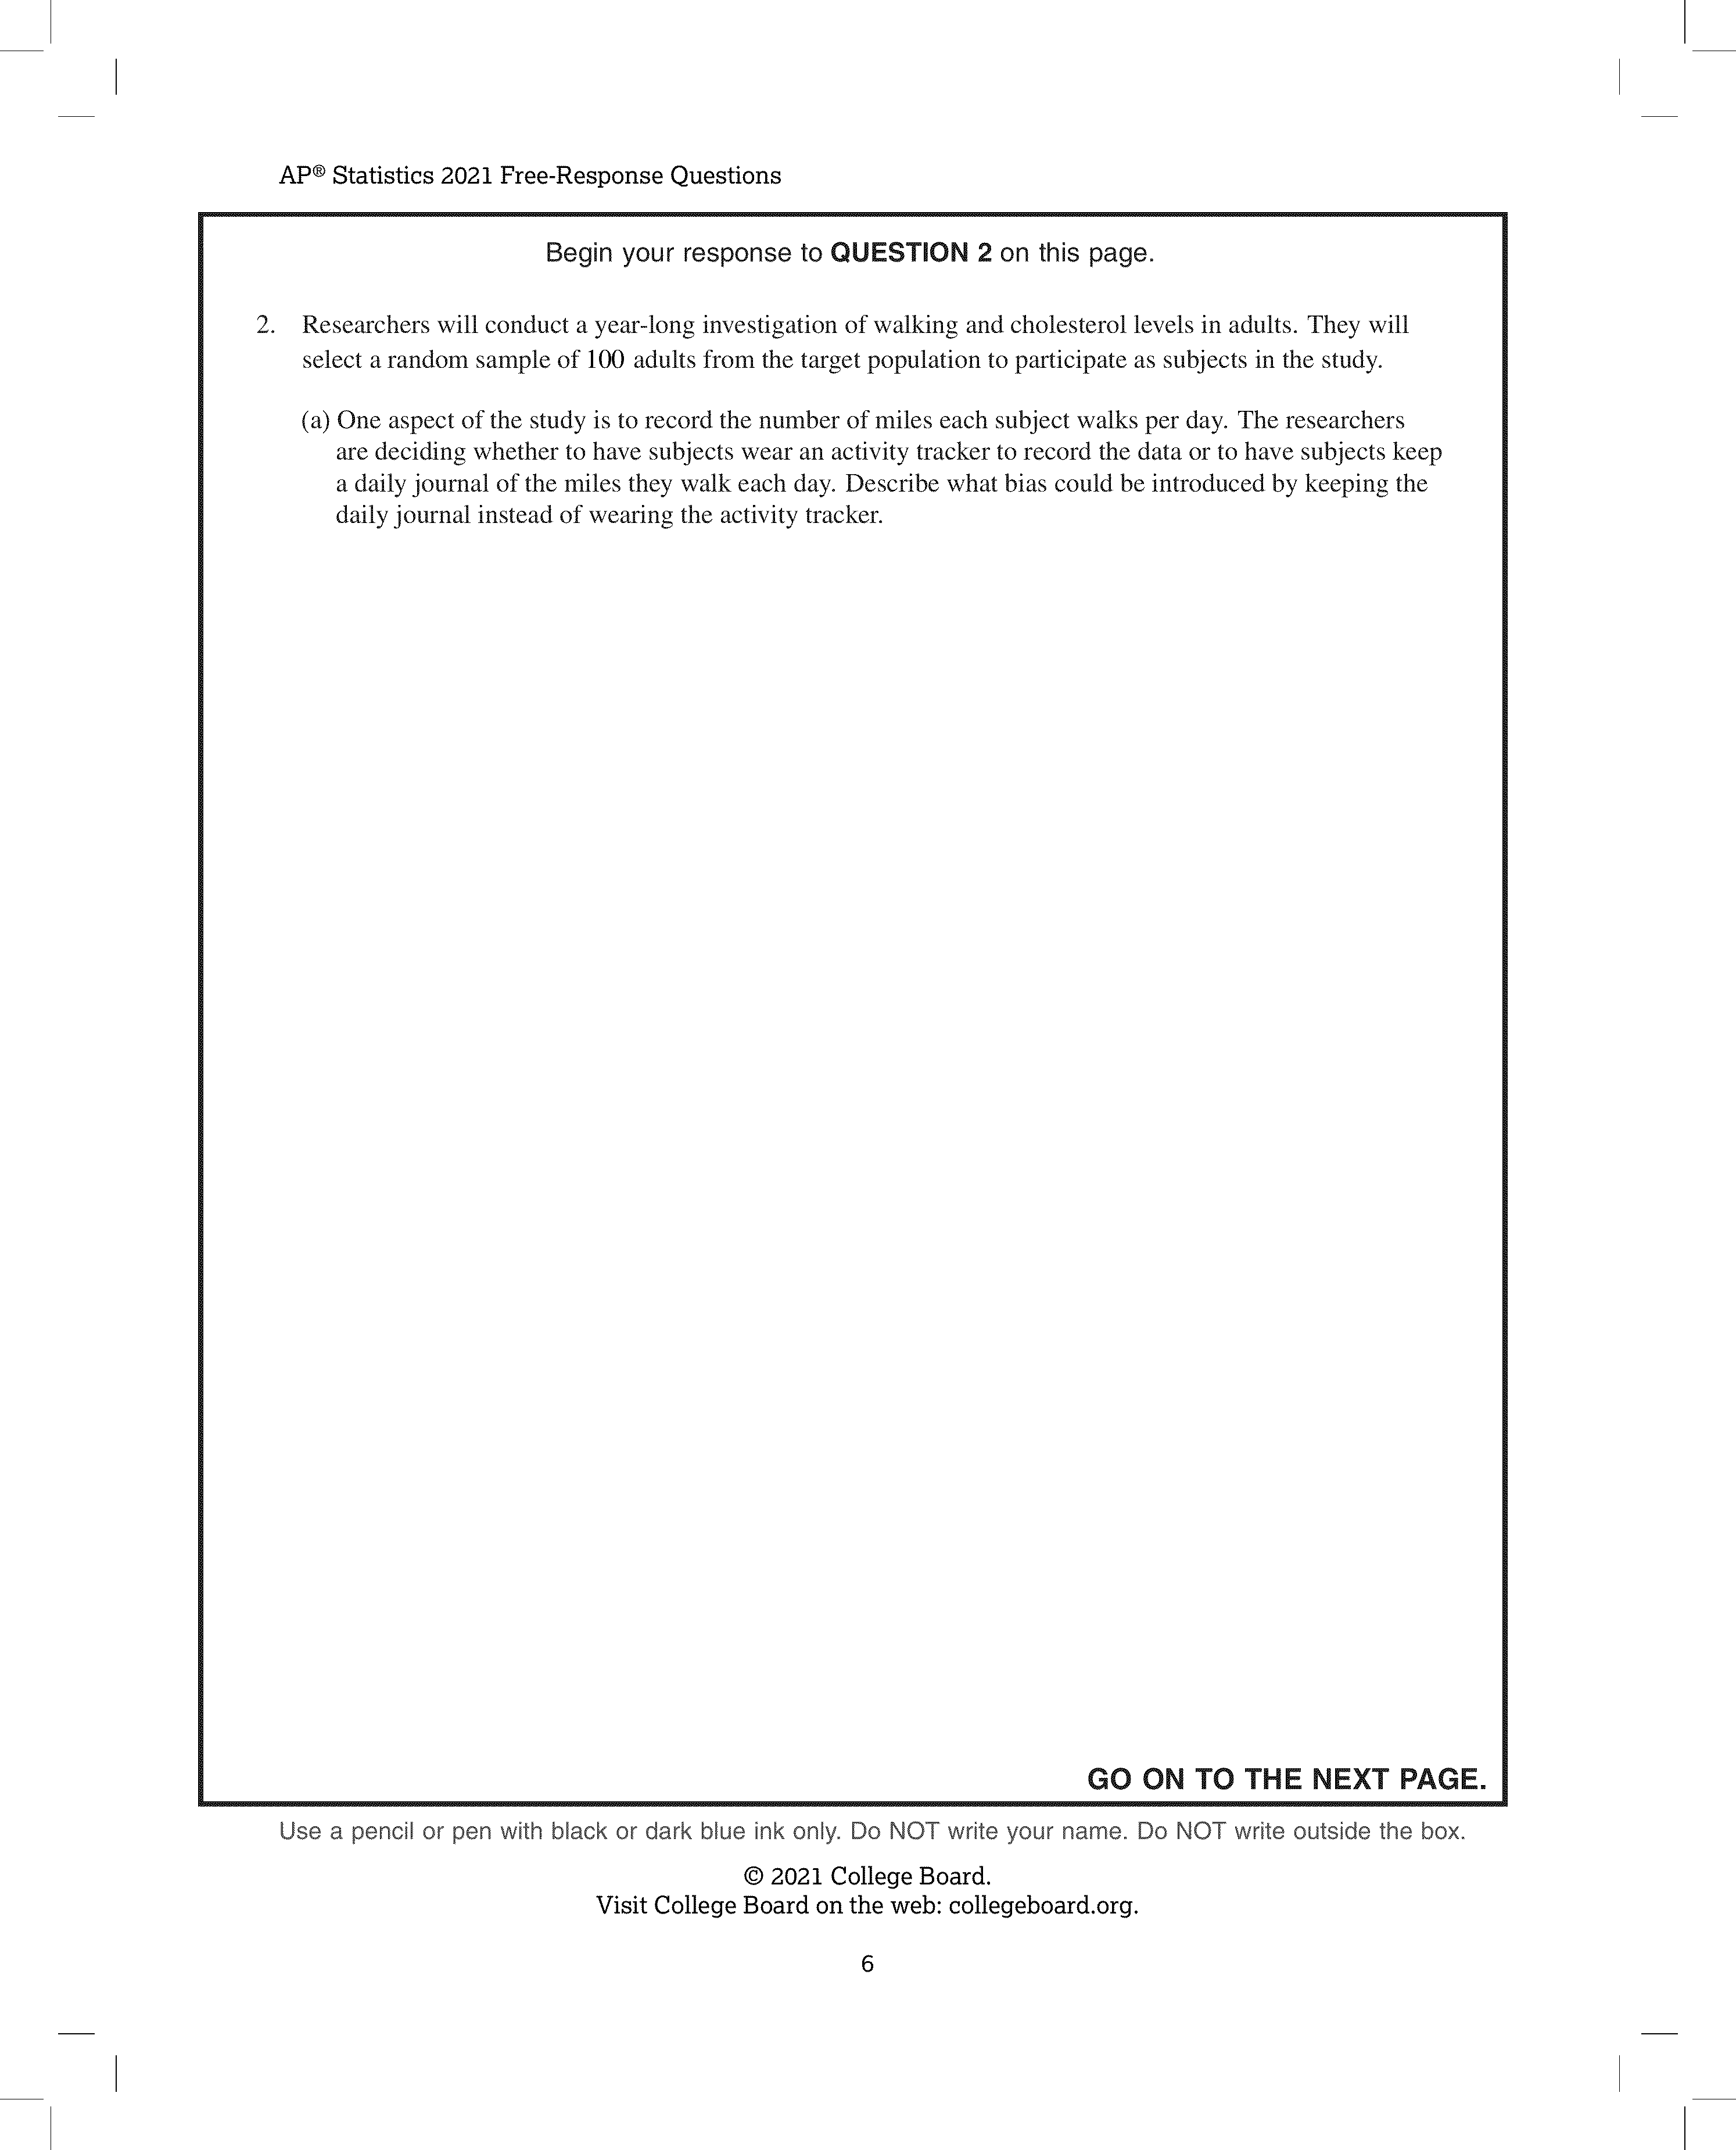 AP® Statistics 2021 Free-Response Questions
Begin your response to QUESTION 2 on this page.
2. Researchers will conduct a year-long investigation of walking and cholesterol levels in adults. They will
select a random sample of 100 adults from the target population to participate as subjects in the study.
(a) One aspect of the study is to record the number of miles each subject walks per day. The researchers
are deciding whether to have subjects wear an activity tracker to record the data or to have subjects keep
a daily journal of the miles they walk each day. Describe what bias could be introduced by keeping the
daily journal instead of wearing the activity tracker.
GO ON TO THE NEXT PAGE.
Use a pencil or pen with black or dark blue ink only. Do NOT write your name. Do NOT write outside the box.
© 2021 College Board.
Visit College Board on the web: collegeboard.org.
6